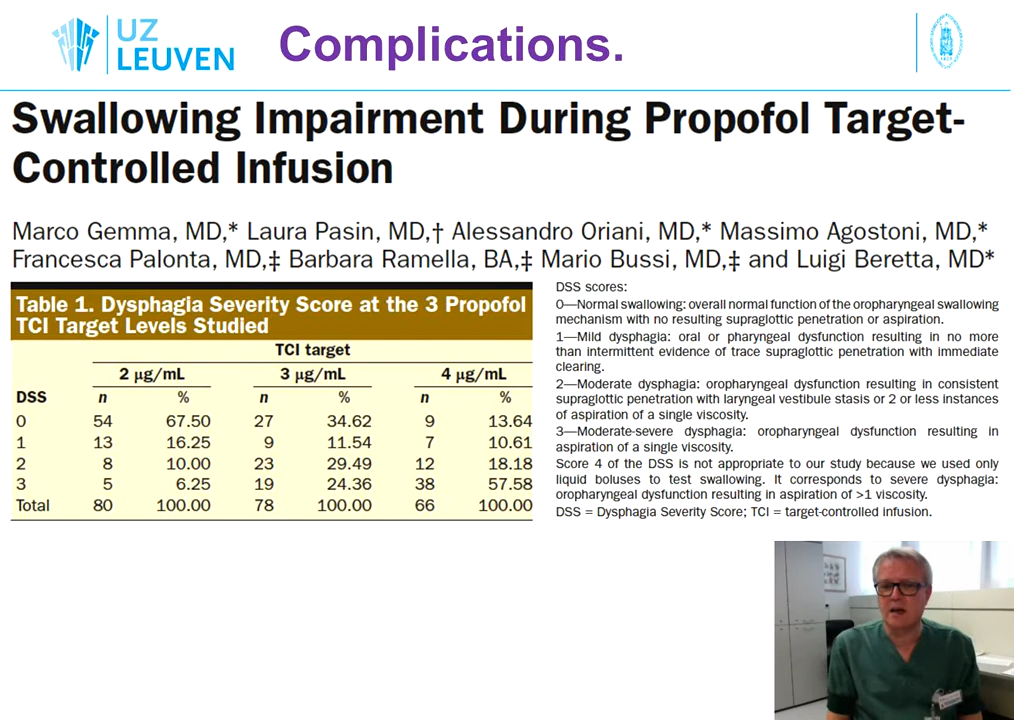 UZ
LEUVEN
Complications.
Swallowing Impairment During Propofol Target-
Controlled Infusion
Marco Gemma, MD,* Laura Pasin, MD,† Alessandro Oriani, MD,* Massimo Agostoni, MD,*
Francesca Palonta, MD,‡ Barbara Ramella, BA,‡ Mario Bussi, MD,‡ and Luigi Beretta, MD*
Table 1. Dysphagia Severity Score at the 3 Propofol
TCI Target Levels Studied
TCI target
2 μg/mL 3 μg/mL 4 μg/mL
DSS n % n % n %
0 54 67.50 27 34.62 9 13.64
1 13 16.25 9 11.54 7 10.61
2 8 10.00 23 29.49 12 18.18
3 5 6.25 19 24.36 38 57.58
Total 80 100.00 78 100.00 66 100.00
DSS scores:
0—Normal swallowing: overall normal function of the oropharyngeal swallowing
mechanism with no resulting supraglottic penetration or aspiration.
1—Mild dysphagia: oral or pharyngeal dysfunction resulting in no more
than intermittent evidence of trace supraglottic penetration with immediate
clearing.
2—Moderate dysphagia: oropharyngeal dysfunction resulting in consistent
supraglottic penetration with laryngeal vestibule stasis or 2 or less instances
of aspiration of a single viscosity.
3—Moderate-severe dysphagia: oropharyngeal dysfunction resulting in
aspiration of a single viscosity.
Score 4 of the DSS is not appropriate to our study because we used only
liquid boluses to test swallowing. It corresponds to severe dysphagia:
oropharyngeal dysfunction resulting in aspiration of >1 viscosity.
DSS = Dysphagia Severity Score; TCI = target-controlled infusion.